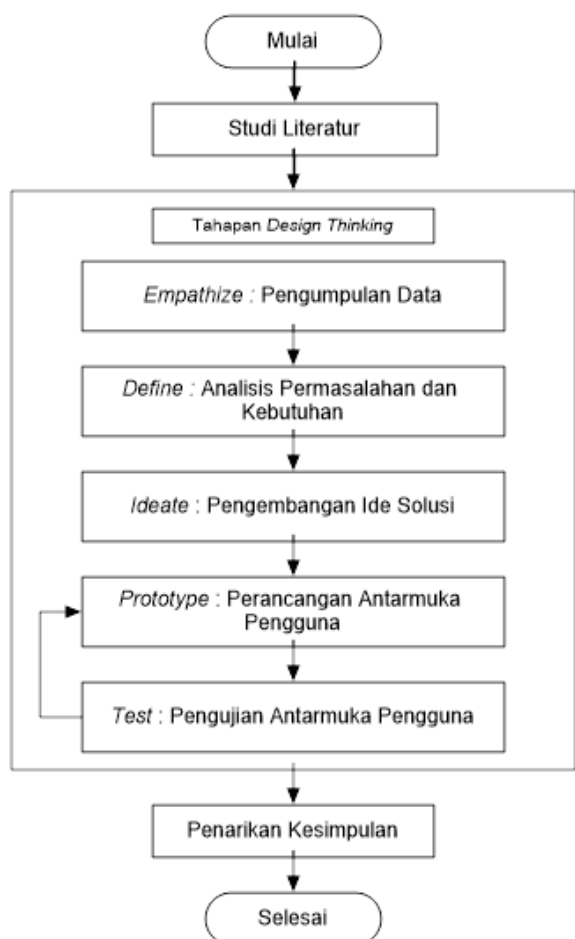 Mulai
Studi Literatur
Tahapan Design Thinking
Empathize : Pengumpulan Data
Define : Analisis Permasalahan dan
Kebutuhan
Ideate : Pengembangan Ide Solusi
Prototype : Perancangan Antarmuka
Pengguna
Test : Pengujian Antarmuka Pengguna
Penarikan Kesimpulan
Selesai